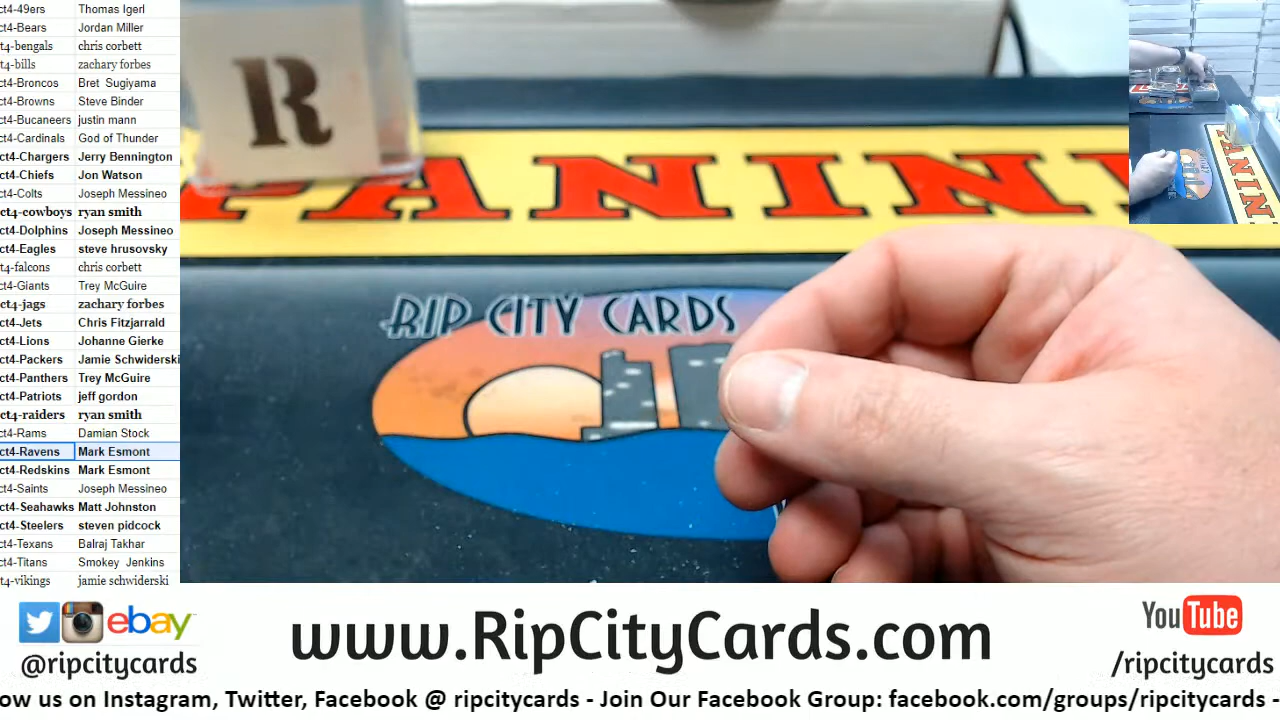 ct4-49ers Thomas Igerl
ct4-Bears Jordan Miller
ct4-bengals chris corbett
ct4-bills zachary forbes
ct4-Broncos Bret Sugiyama
ct4-Browns Steve Binder
ct4-Bucaneers justin mann
ct4-Cardinals God of Thunder
ct4-Chargers Jerry Bennington
ct4-Chiefs Jon Watson
ct4-Colts Joseph Messineo
ct4-cowboys ryan smith
ct4-Dolphins Joseph Messineo
ct4-Eagles steve hrusovsky
ct4-falcons chris corbett
ct4-Giants Trey McGuire
ct4-jags zachary forbes
ct4-Jets Chris Fitzjarrald
ct4-Lions Johanne Gierke
ct4-Packers Jamie Schwiderski
ct4-Panthers Trey McGuire
ct4-Patriots jeff gordon
ct4-raiders ryan smith
ct4-Rams Damian Stock
ct4-Ravens Mark Esmont
ct4-Redskins Mark Esmont
ct4-Saints Joseph Messineo
ct4-Seahawks Matt Johnston
ct4-Steelers steven pidcock
ct4-Texans Balraj Takhar
ct4-Titans Smokey Jenkins
t4-vikings jamie schwiderski
R
PANINI
RIP CITY CARDS
PANINI
ebay
@ripcitycards
www.RipCityCards.com
YouTube
/ripcitycards
ow us on Instagram, Twitter, Facebook @ ripcitycards - Join Our Facebook Group: facebook.com/groups/ripcitycards -